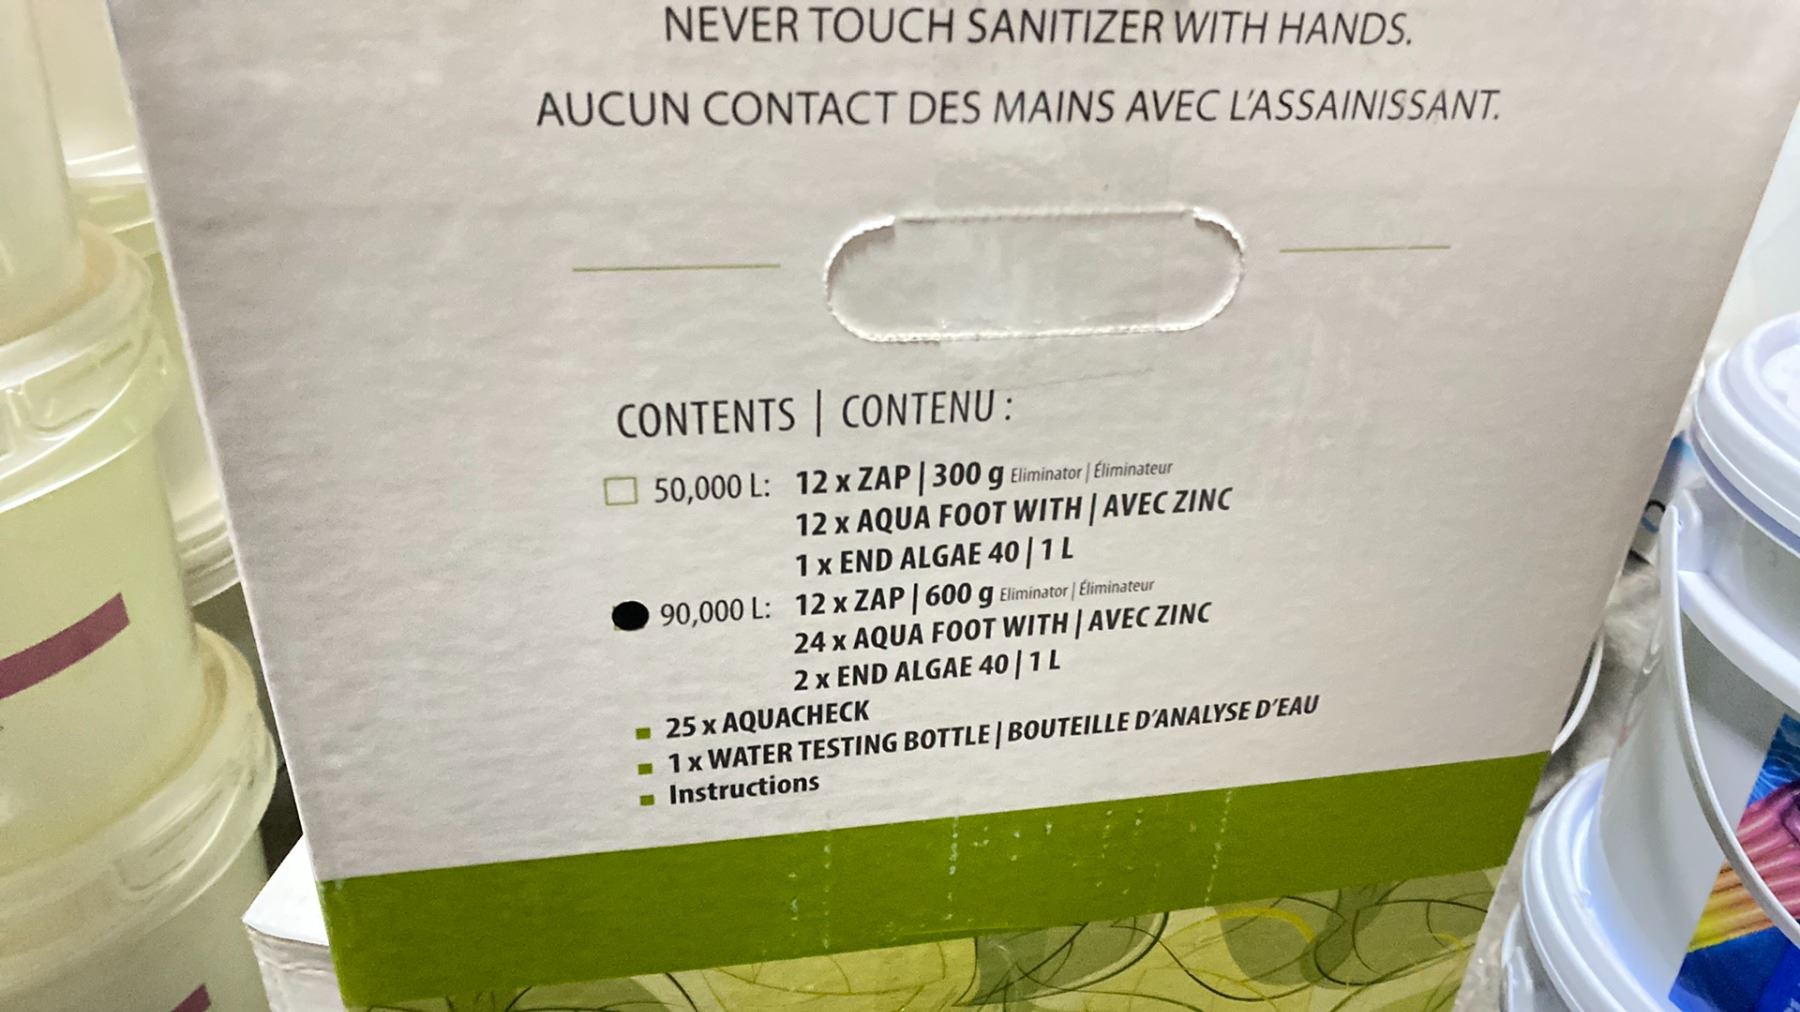 NEVER TOUCH SANITIZER WITH HANDS.
AUCUN CONTACT DES MAINS AVEC L'ASSAINISSANT.
CONTENTS | CONTENU :
50,000 L: 12 x ZAP | 300 g Eliminator | Éliminateur
12 x AQUA FOOT WITH | AVEC ZINC
1 x END ALGAE 40 | 1 L
90,000 L: 12 x ZAP | 600 g Eliminator | Éliminateur
24 x AQUA FOOT WITH | AVEC ZINC
2 x END ALGAE 40 | 1 L
25 x AQUACHECK
1 x WATER TESTING BOTTLE | BOUTEILLE D'ANALYSE D'EAU
Instructions